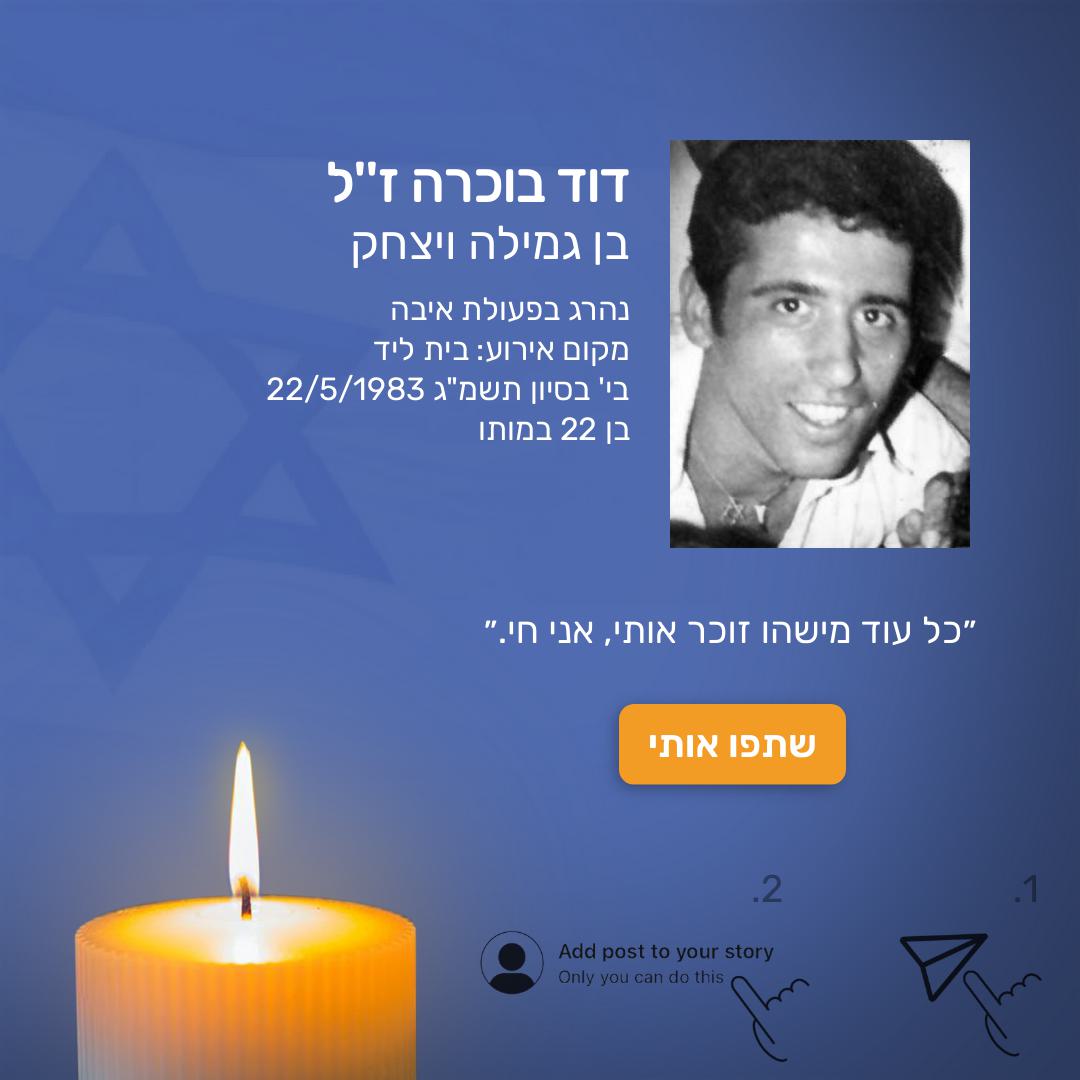 דוד בוכרה ז"ל
בן גמילה ויצחק
נהרג בפעולת איבה
מקום אירוע: בית ליד
בי' בסיון תשמ"ג 22/5/1983
בן 22 במותו
״כל עוד מישהו זוכר אותי, אני חי.״
שתפו אותי
.1
.2
Add post to your story
Only you can do this